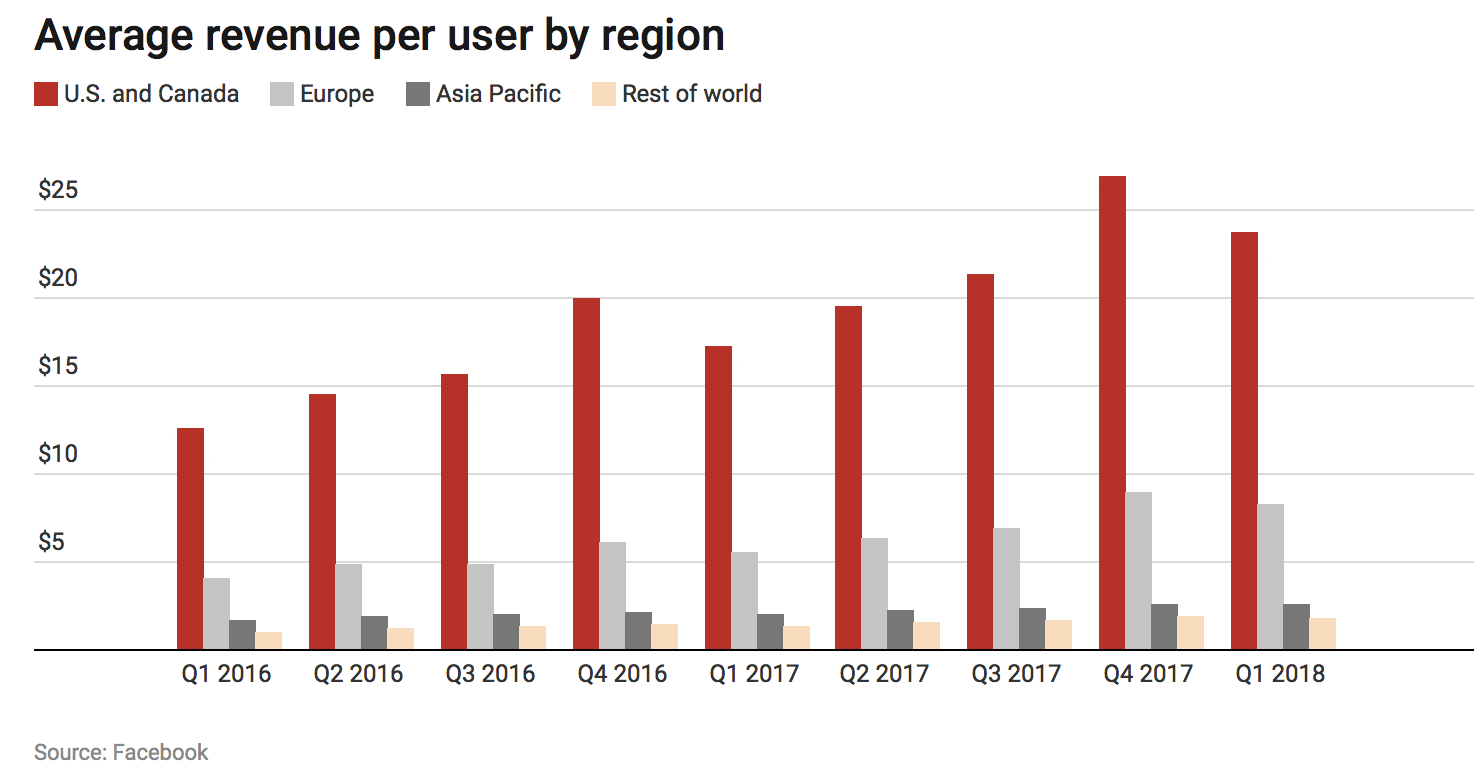 Average revenue per user by region
U.S. and Canada Europe Asia Pacific Rest of world
$25
$20
$15
$10
$5
Q1 2016 Q2 2016 Q3 2016 Q4 2016 Q1 2017 Q2 2017 Q3 2017 Q4 2017 Q1 2018
Source: Facebook